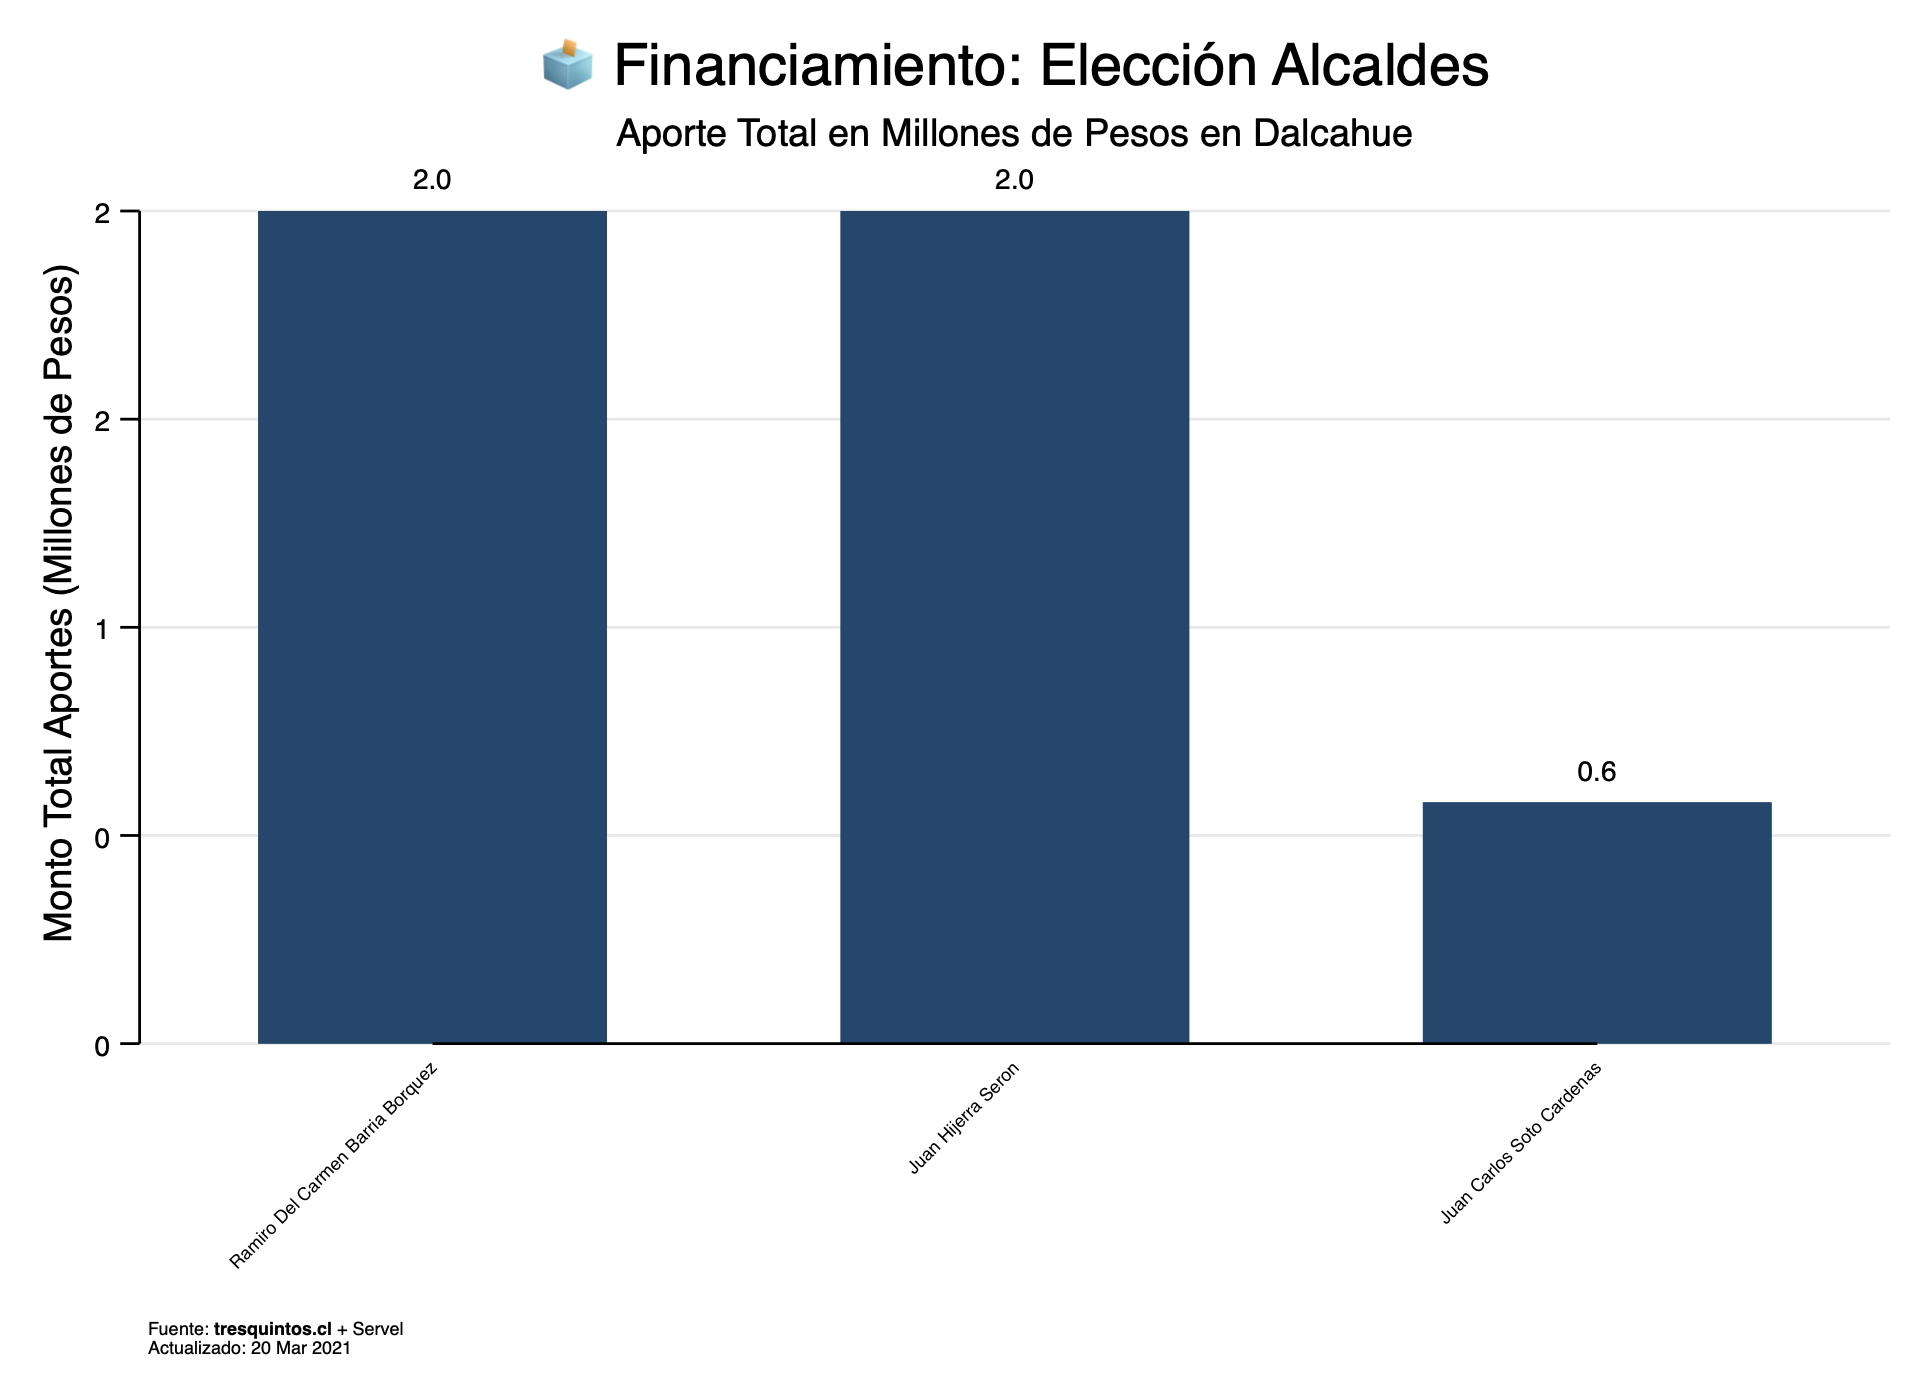 Financiamiento: Elección Alcaldes
Aporte Total en Millones de Pesos en Dalcahue
Monto Total Aportes (Millones de Pesos)
2
2
1
0
0
2.0
2.0
0.6
Ramiro Del Carmen Barria Borquez
Juan Hijerra Seron
Juan Carlos Soto Cardenas
Fuente: tresquintos.cl + Servel
Actualizado: 20 Mar 2021